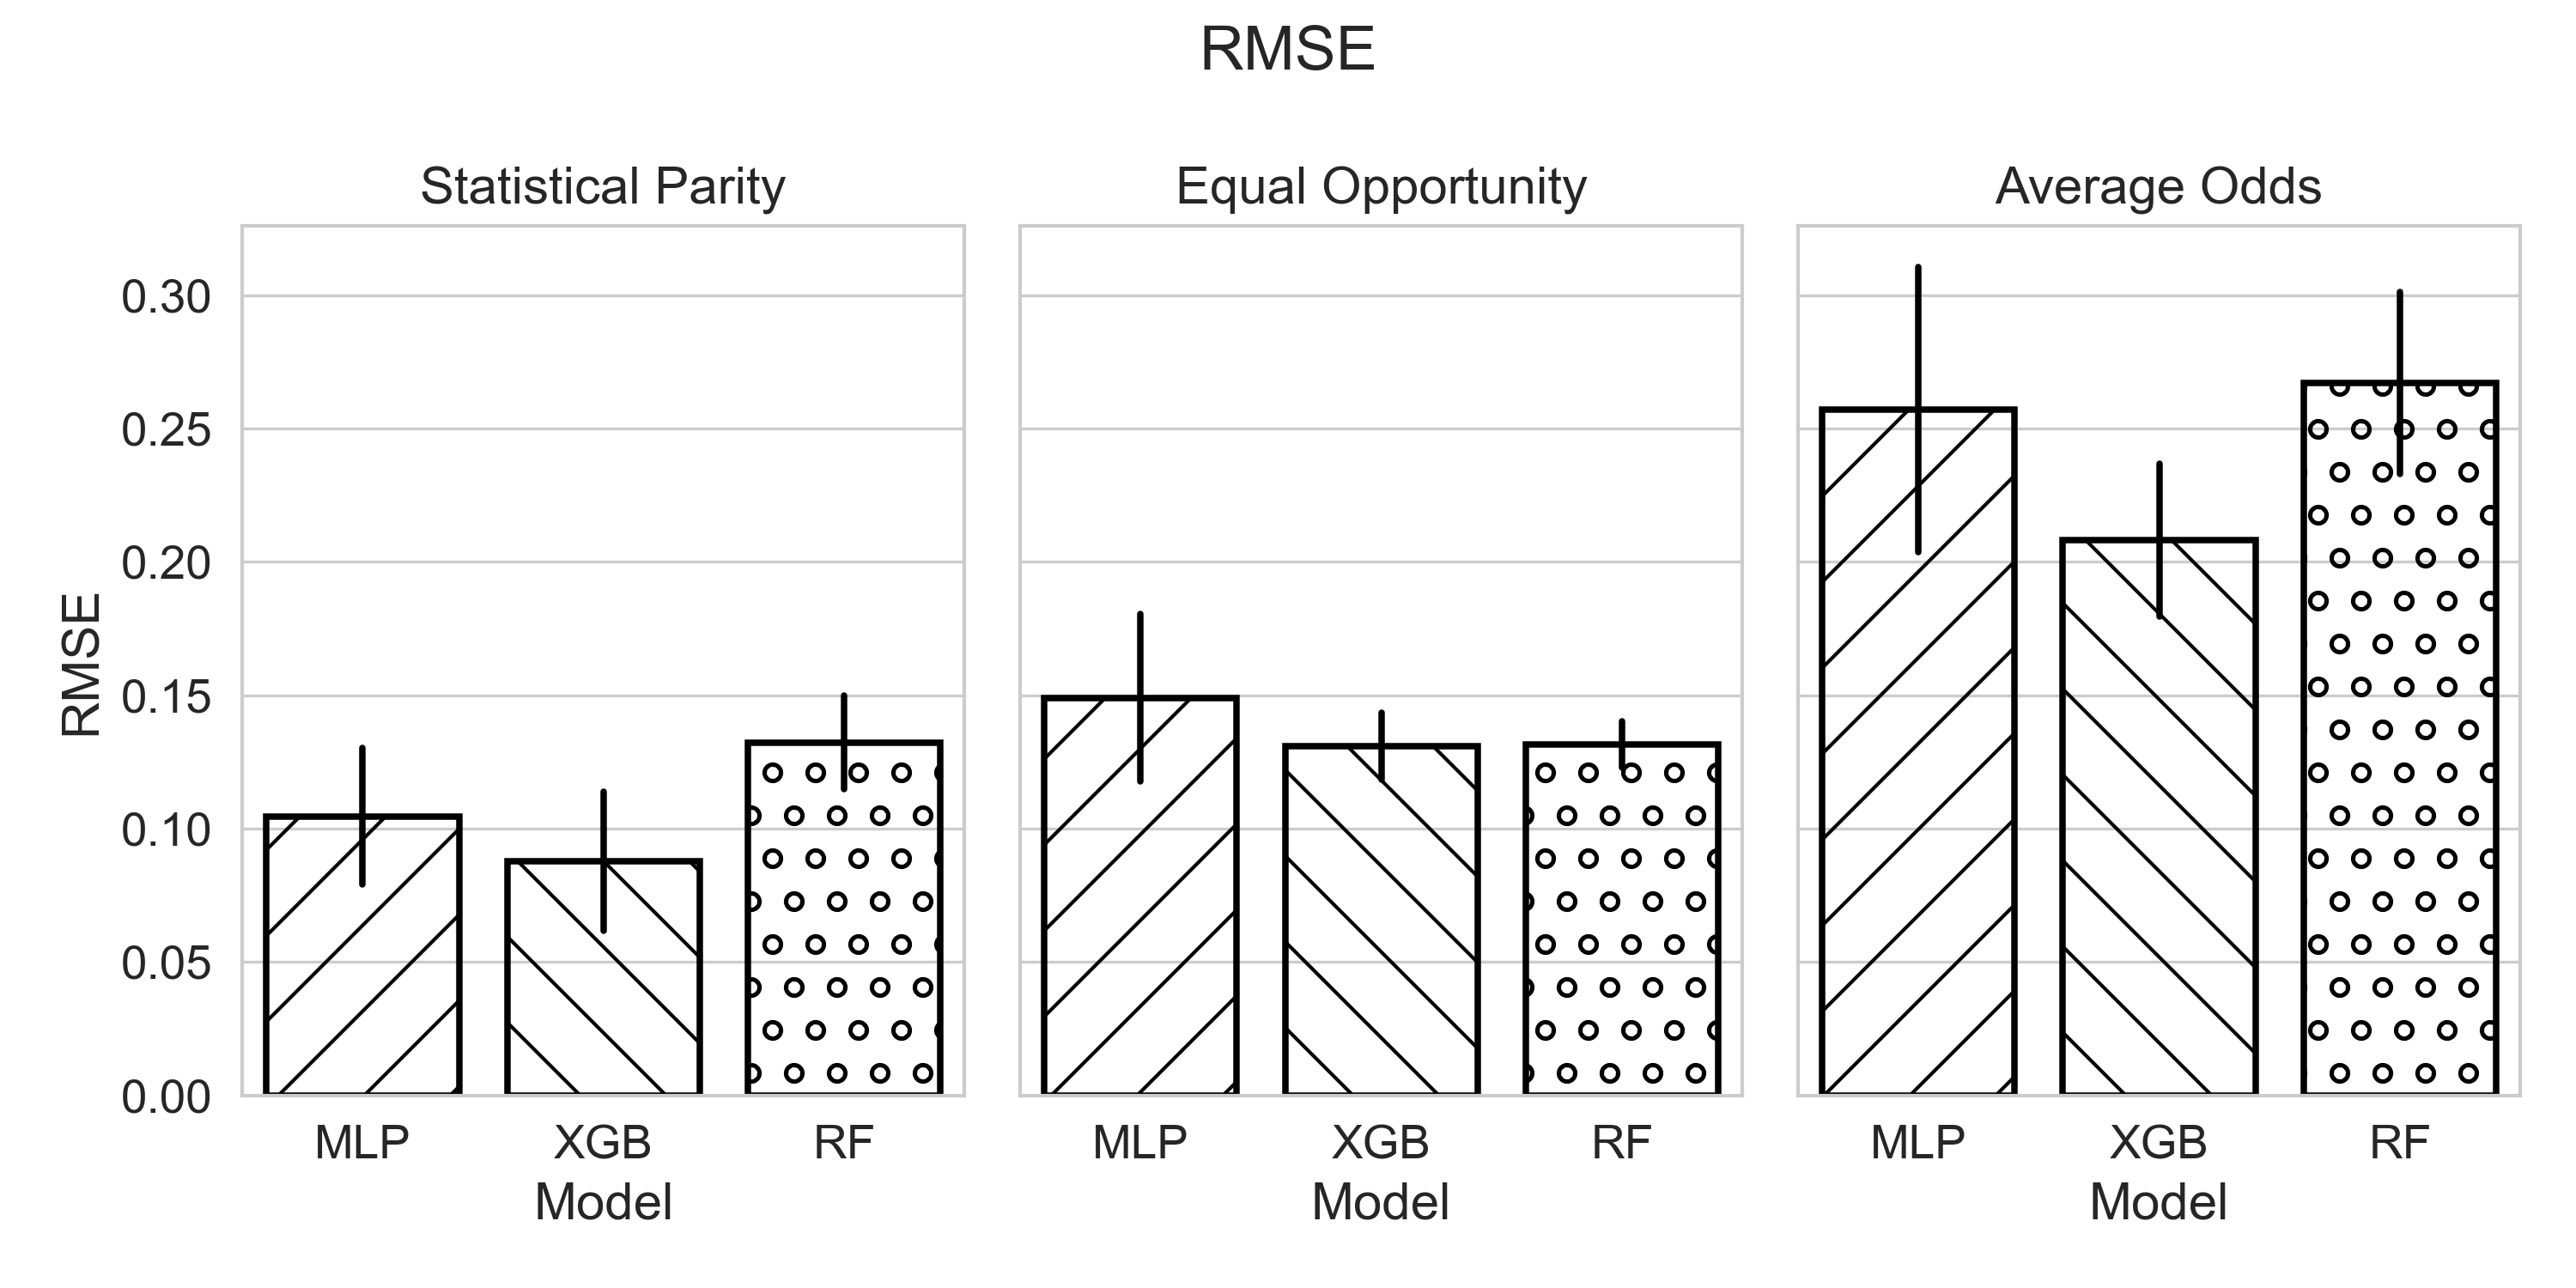 RMSE
Statistical Parity
Equal Opportunity
Average Odds
RMSE
0.30
0.25
0.20
0.15
0.10
0.05
0.00
MLP XGB RF
MLP XGB RF
MLP XGB RF
Model
Model
Model